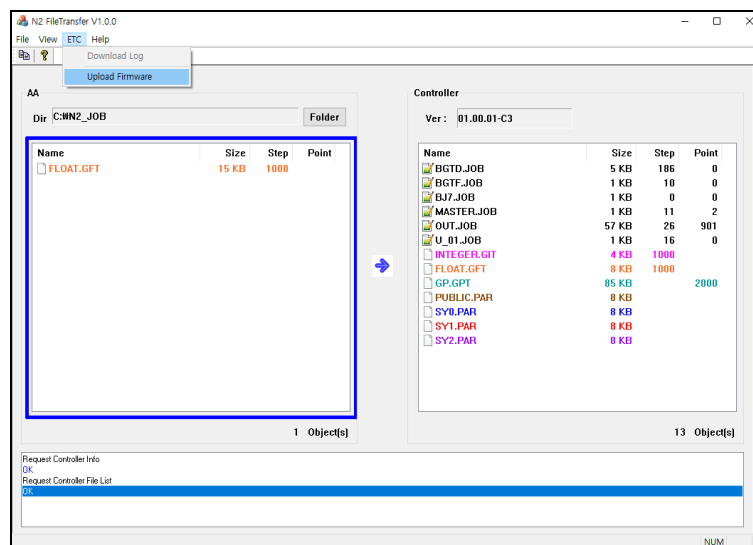 N2 FileTransfer V1.0.0
File View ETC Help
Download Log
Upload Firmware
AA
Dir C:₩N2_JOB Folder
Name Size Step Point
FLOAT.GFT 15 KB 1000
1 Object(s)
Controller
Ver : 01.00.01-C3
Name Size Step Point
BGTD.JOB 5 KB 186 0
BGTF.JOB 1 KB 10 0
BJ7.JOB 1 KB 0 0
MASTER.JOB 1 KB 11 2
OUT.JOB 57 KB 26 901
U_01.JOB 1 KB 16 0
INTEGER.GIT 4 KB 1000
FLOAT.GFT 8 KB 1000
GP.GPT 85 KB 2000
PUBLIC.PAR 8 KB
SY0.PAR 8 KB
SY1.PAR 8 KB
SY2.PAR 8 KB
13 Object(s)
Request Controller Info
OK
Request Controller File List
OK
NUM